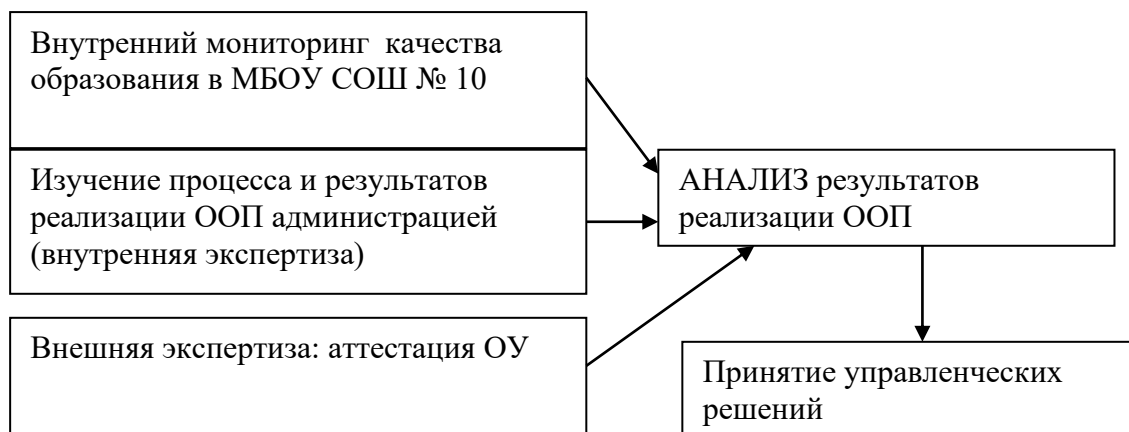 Внутренний мониторинг качества
образования в МБОУ СОШ № 10
Изучение процесса и результатов
реализации ООП администрацией
(внутренняя экспертиза)
АНАЛИЗ результатов
реализации ООП
Внешняя экспертиза: аттестация ОУ
Принятие управленческих
решений